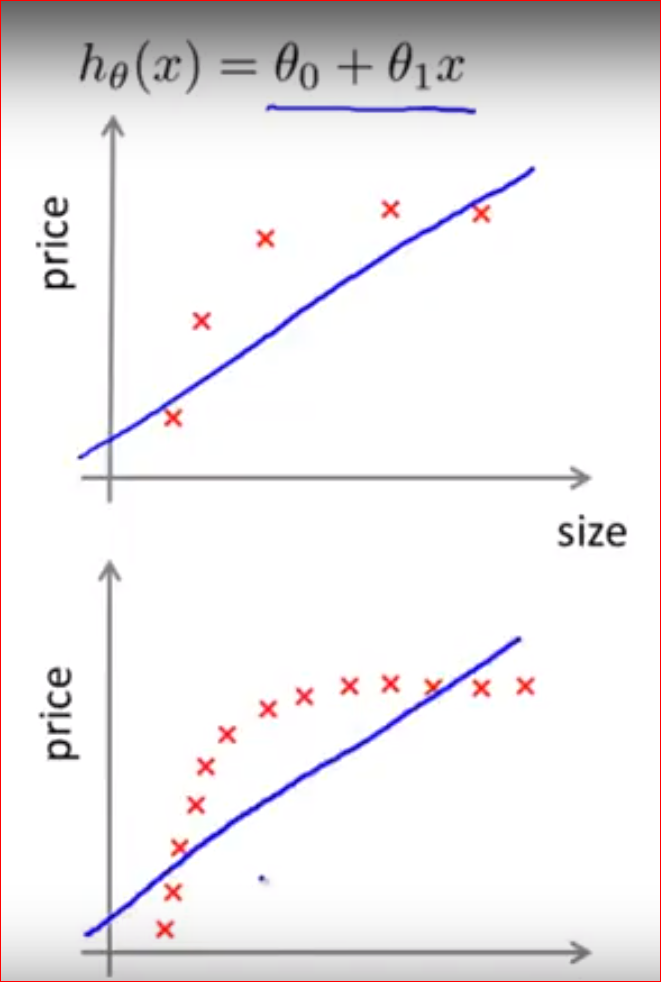 hθ(x) = θ₀ + θ₁x
price
size
price